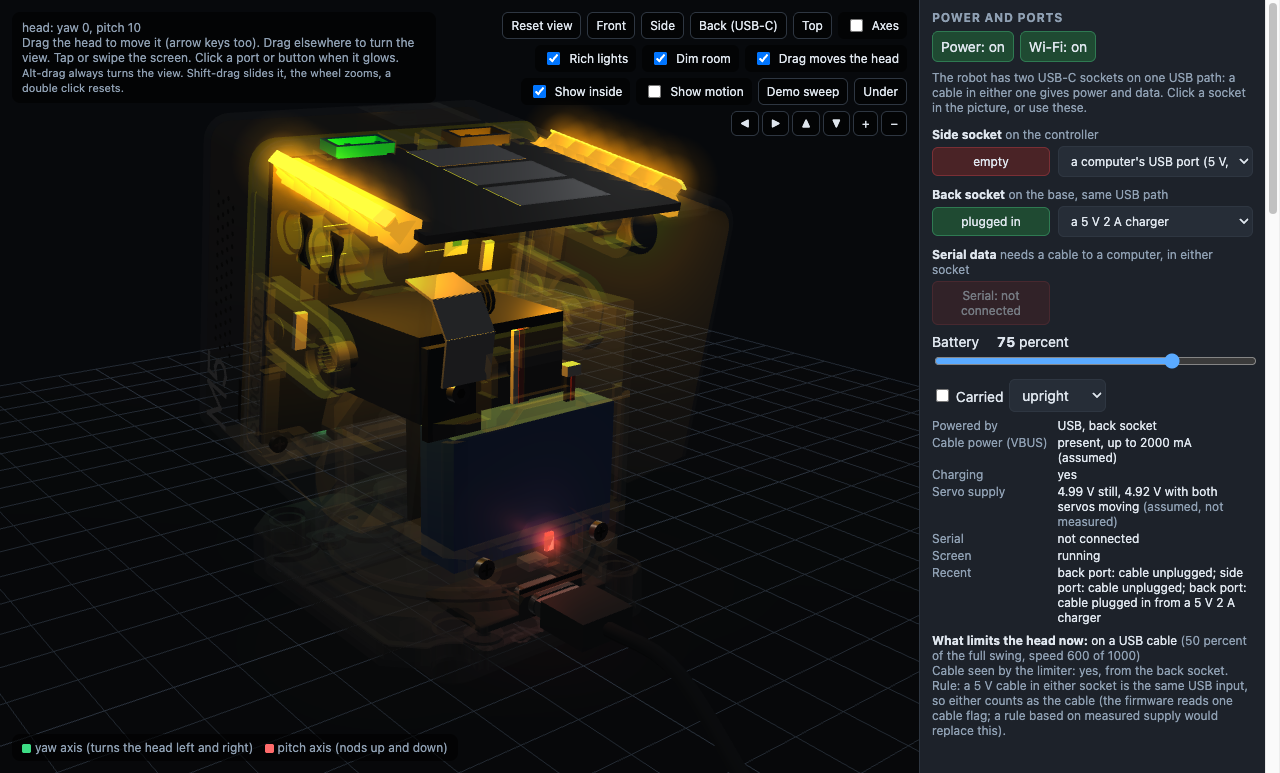 head: yaw 0, pitch 10
Drag the head to move it (arrow keys too). Drag elsewhere to turn the
view. Tap or swipe the screen. Click a port or button when it glows.
Alt-drag always turns the view. Shift-drag slides it, the wheel zooms, a
double click resets.
Reset view
Front
Side
Back (USB-C)
Top
Axes
Rich lights
Dim room
Drag moves the head
Show inside
Show motion
Demo sweep
Under
◄
►
▲
▼
+
−
yaw axis (turns the head left and right)
pitch axis (nods up and down)
POWER AND PORTS
Power: on
Wi-Fi: on
The robot has two USB-C sockets on one USB path: a
cable in either one gives power and data. Click a socket
in the picture, or use these.
Side socket on the controller
empty
a computer's USB port (5 V,
Back socket on the base, same USB path
plugged in
a 5 V 2 A charger
Serial data needs a cable to a computer, in either
socket
Serial: not
connected
Battery 75 percent
Carried
upright
Powered by USB, back socket
Cable power (VBUS) present, up to 2000 mA
(assumed)
Charging yes
Servo supply 4.99 V still, 4.92 V with both
servos moving (assumed, not
measured)
Serial not connected
Screen running
Recent back port: cable unplugged; side
port: cable unplugged; back port:
cable plugged in from a 5 V 2 A
charger
What limits the head now: on a USB cable (50 percent
of the full swing, speed 600 of 1000)
Cable seen by the limiter: yes, from the back socket.
Rule: a 5 V cable in either socket is the same USB input,
so either counts as the cable (the firmware reads one
cable flag; a rule based on measured supply would
replace this).